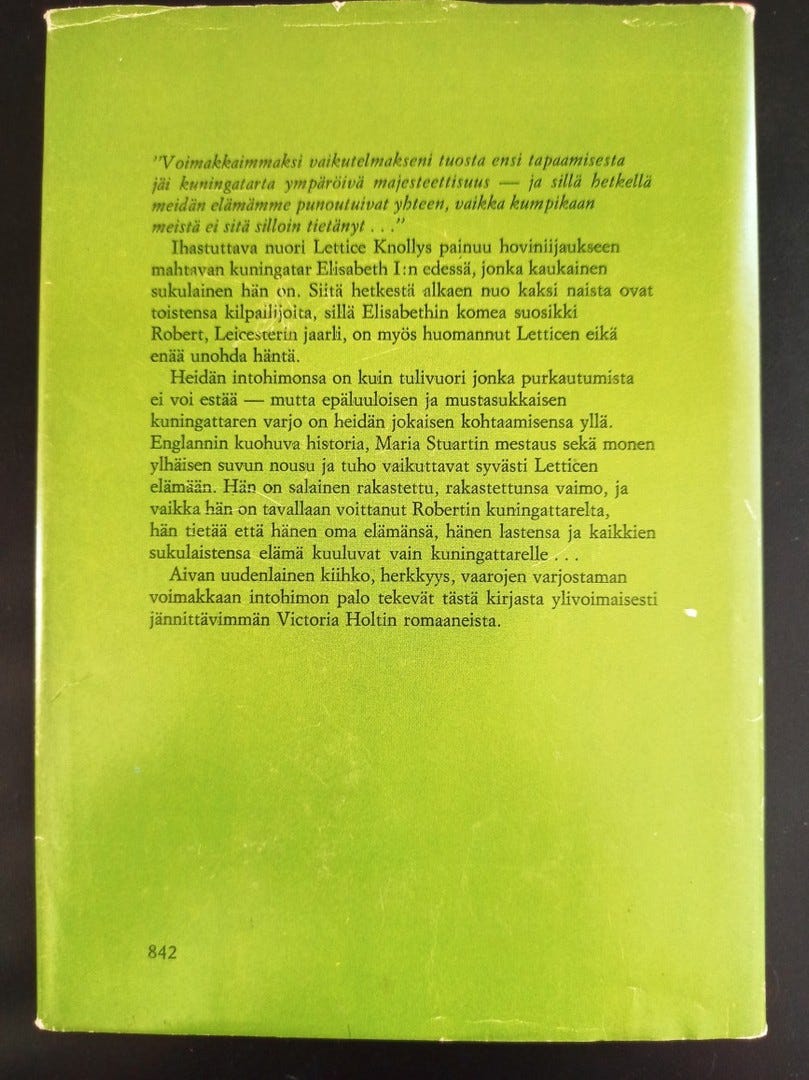 "Voimakkaimmaksi vaikutelmakseni tuosta ensi tapaamisesta
jäi kuningatarta ympäröivä majesteettisuus — ja sillä hetkellä
meidän elämämme punoutuivat yhteen, vaikka kumpikaan
meistä ei sitä silloin tietänyt . . ."
Ihastuttava nuori Lettice Knollys painuu hoviniijaukseen
mahtavan kuningatar Elisabeth I:n edessä, jonka kaukainen
sukulainen hän on. Siitä hetkestä alkaen nuo kaksi naista ovat
toistensa kilpailijoita, sillä Elisabethin komea suosikki
Robert, Leicesterin jaarli, on myös huomannut Letticen eikä
enää unohda häntä.
Heidän intohimonsa on kuin tulivuori jonka purkautumista
ei voi estää — mutta epäluuloisen ja mustasukkaisen
kuningattaren varjo on heidän jokaisen kohtaamisensa yllä.
Englannin kuohuva historia, Maria Stuartin mestaus sekä monen
ylhäisen suvun nousu ja tuho vaikuttavat syvästi Letticen
elämään. Hän on salainen rakastettu, rakastettunsa vaimo, ja
vaikka hän on tavallaan voittanut Robertin kuningattarelta,
hän tietää että hänen oma elämänsä, hänen lastensa ja kaikkien
sukulaistensa elämä kuuluvat vain kuningattarelle . . .
Aivan uudenlainen kiihko, herkkyys, vaarojen varjostaman
voimakkaan intohimon palo tekevät tästä kirjasta ylivoimaisesti
jännittävimmän Victoria Holtin romaaneista.
842